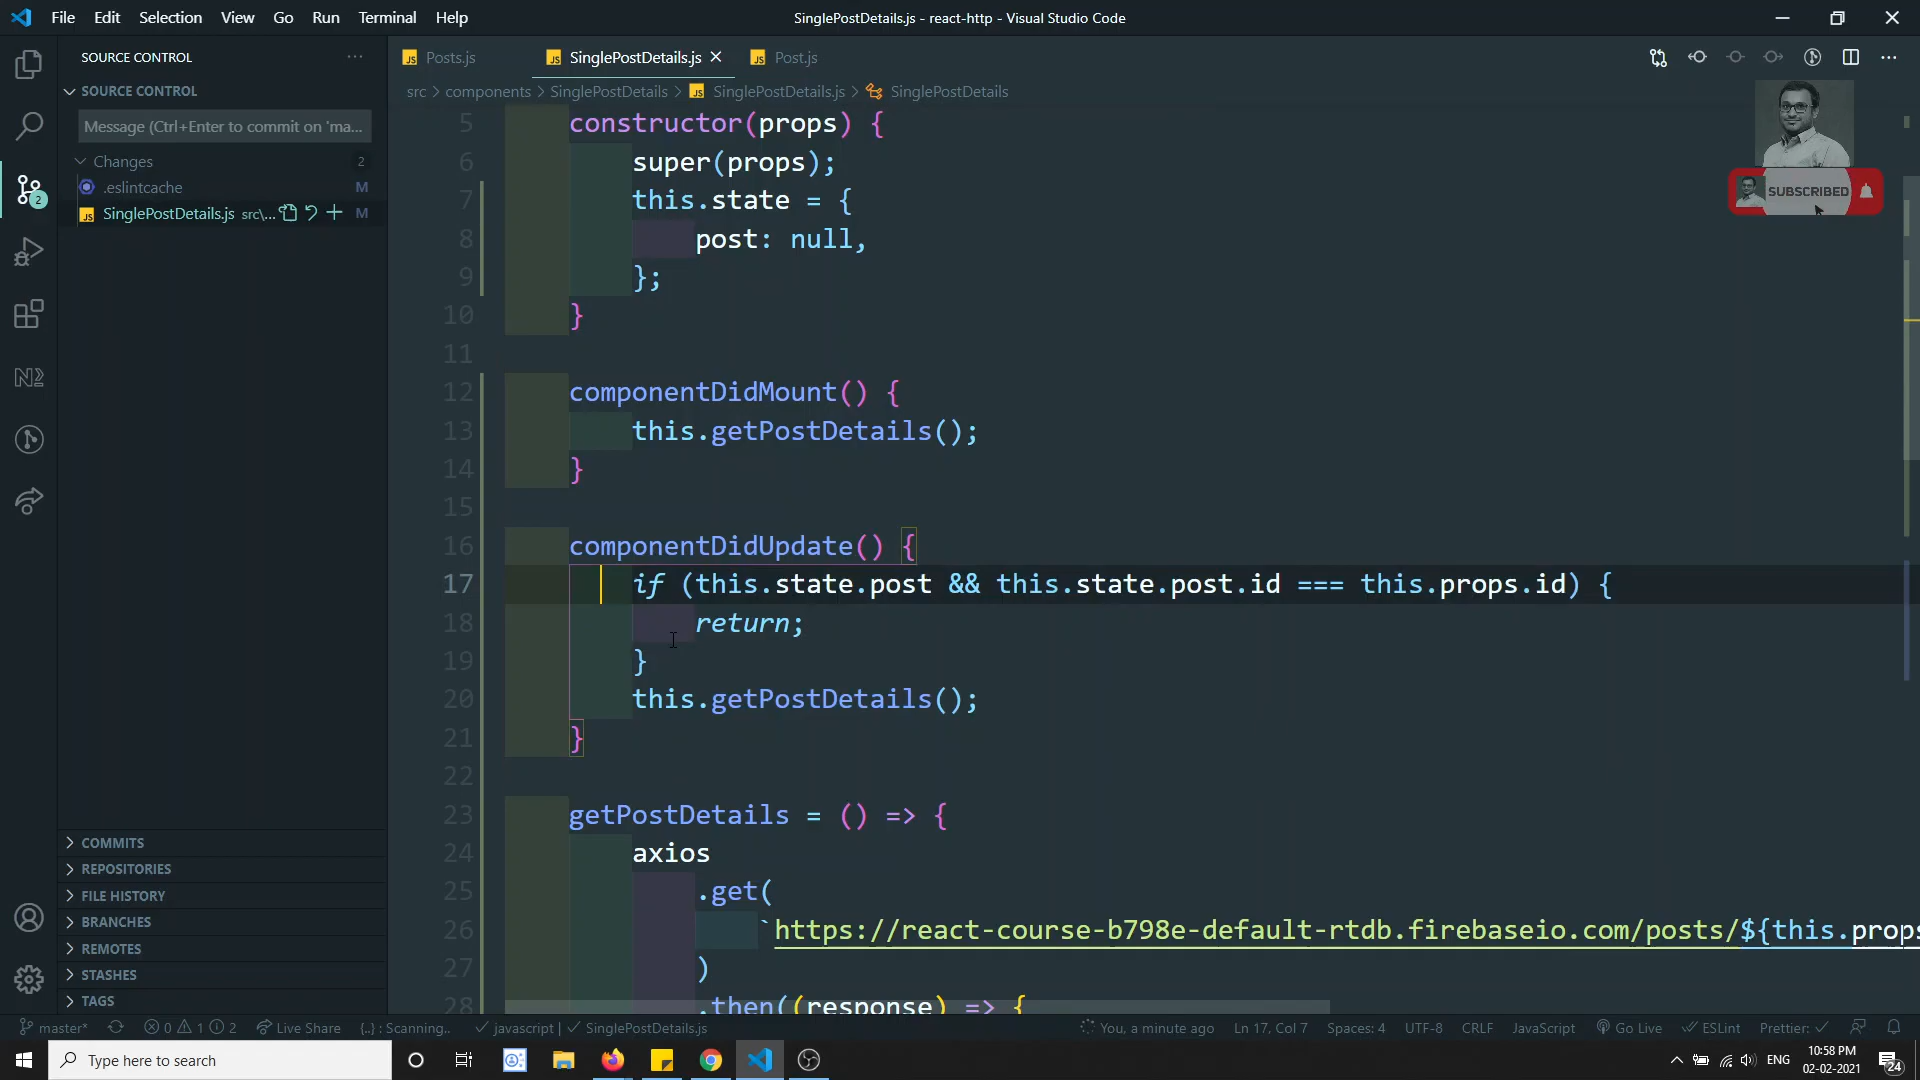 File Edit Selection View Go Run Terminal Help
SinglePostDetails.js - react-http - Visual Studio Code
SOURCE CONTROL
Posts.js
SinglePostDetails.js
Post.js
SOURCE CONTROL
src > components > SinglePostDetails > SinglePostDetails.js > SinglePostDetails
Message (Ctrl+Enter to commit on 'ma...
Changes 2
.eslintcache M
SinglePostDetails.js src\... M
2
SUBSCRIBED
5 constructor(props) {
6 super(props);
7 this.state = {
8 post: null,
9 };
10 }
11
12 componentDidMount() {
13 this.getPostDetails();
14 }
15
16 componentDidUpdate() {
17 if (this.state.post && this.state.post.id === this.props.id) {
18 return;
19 }
20 this.getPostDetails();
21 }
22
23 getPostDetails = () => {
24 axios
25 .get(
26 `https://react-course-b798e-default-rtdb.firebaseio.com/posts/${this.props
27 )
28 .then((response) => {
COMMITS
REPOSITORIES
FILE HISTORY
BRANCHES
REMOTES
STASHES
TAGS
master* 0 1 2 Live Share {..} : Scanning.. javascript | SinglePostDetails.js You, a minute ago Ln 17, Col 7 Spaces: 4 UTF-8 CRLF JavaScript Go Live ESLint Prettier:
Type here to search
ENG
10:58 PM
02-02-2021
24